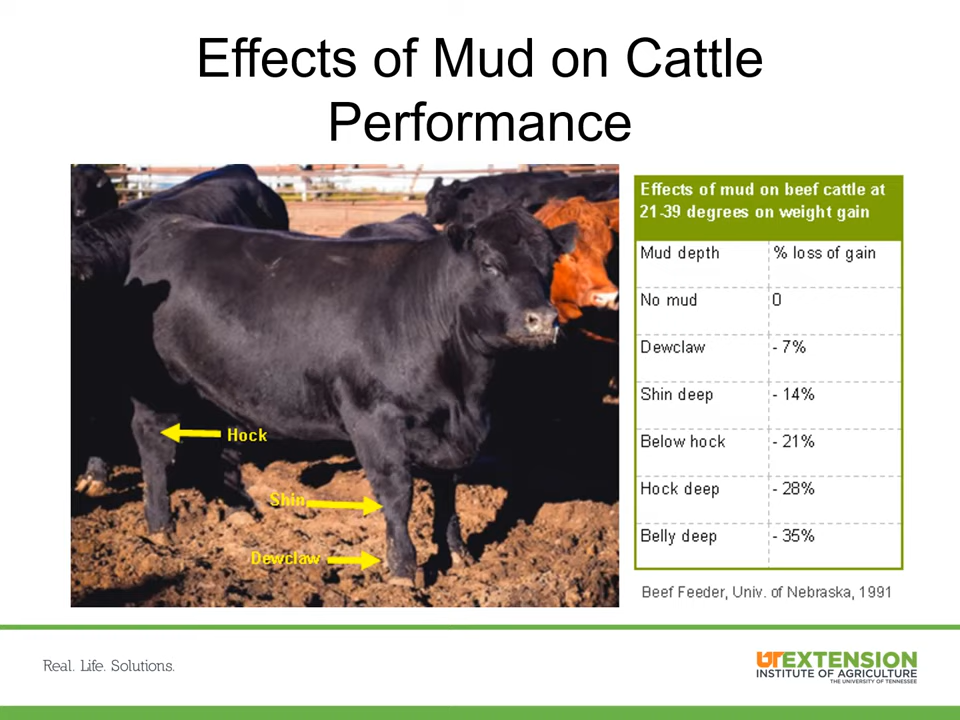 Effects of Mud on Cattle
Performance
Hock
Shin
Dewclaw
Effects of mud on beef cattle at
21-39 degrees on weight gain
Mud depth % loss of gain
No mud 0
Dewclaw - 7%
Shin deep - 14%
Below hock - 21%
Hock deep - 28%
Belly deep - 35%
Beef Feeder, Univ. of Nebraska, 1991
Real. Life. Solutions.
UTEXTENSION
INSTITUTE OF AGRICULTURE
THE UNIVERSITY OF TENNESSEE